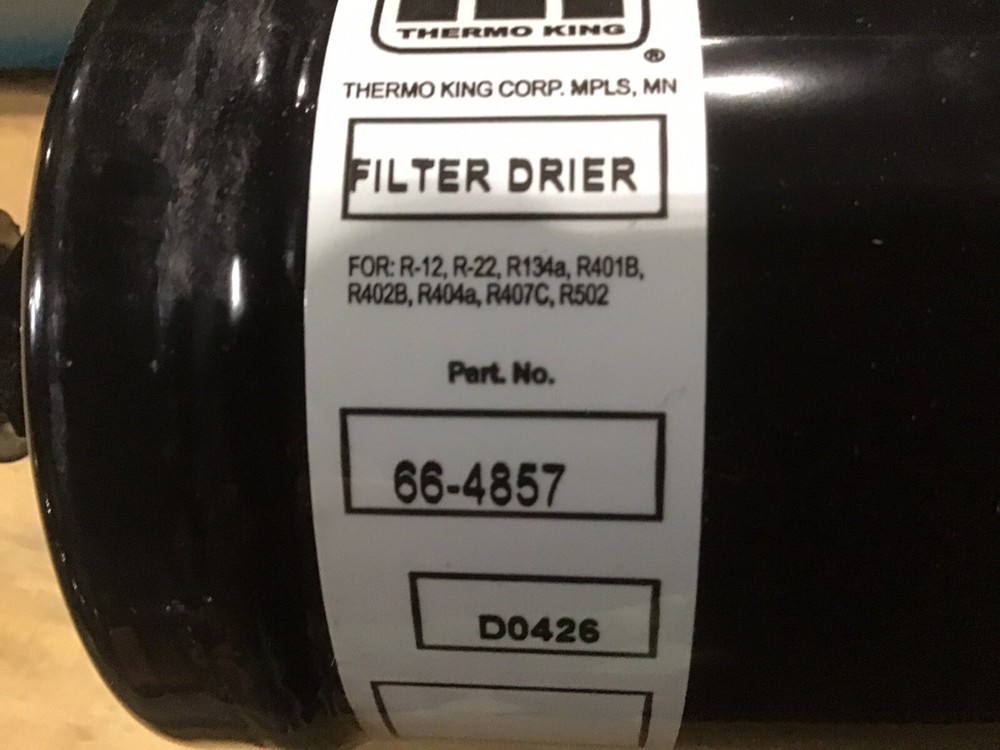 THERMO KING
®
THERMO KING CORP. MPLS, MN
FILTER DRIER
FOR: R-12, R-22, R134a, R401B,
R402B, R404a, R407C, R502
Part. No.
66-4857
D0426